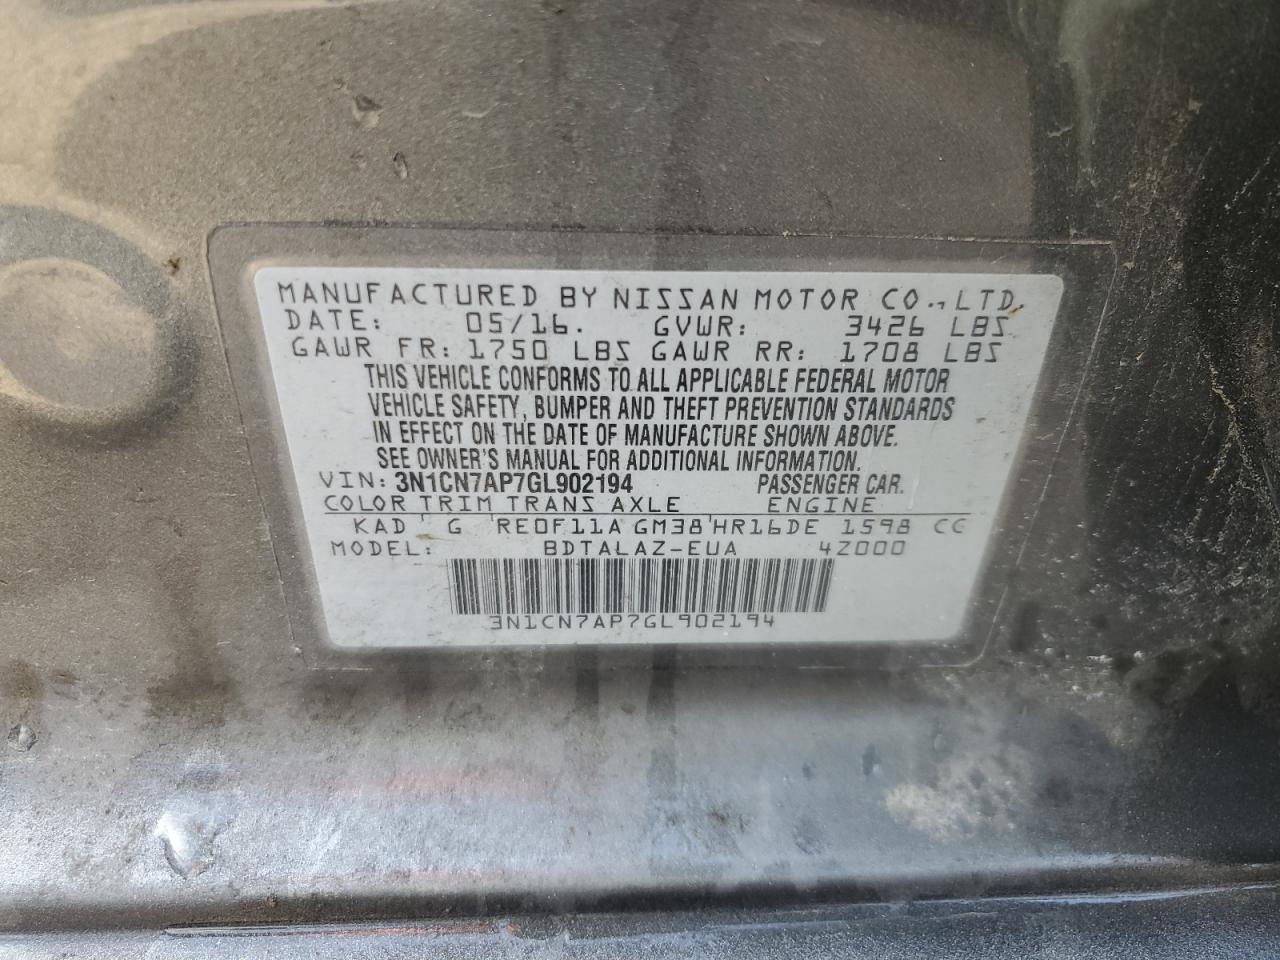 MANUFACTURED BY NISSAN MOTOR CO., LTD.
DATE: 05/16. GVWR: 3426 LBS
GAWR FR: 1750 LBS GAWR RR: 1708 LBS
THIS VEHICLE CONFORMS TO ALL APPLICABLE FEDERAL MOTOR
VEHICLE SAFETY, BUMPER AND THEFT PREVENTION STANDARDS
IN EFFECT ON THE DATE OF MANUFACTURE SHOWN ABOVE.
SEE OWNER'S MANUAL FOR ADDITIONAL INFORMATION.
VIN: 3N1CN7AP7GL902194 PASSENGER CAR.
COLOR TRIM TRANS AXLE ENGINE
KAD G RE0F11A GM38 HR16DE 1598 CC
MODEL: BDTALAZ-EUA 4Z000
3N1CN7AP7GL902194